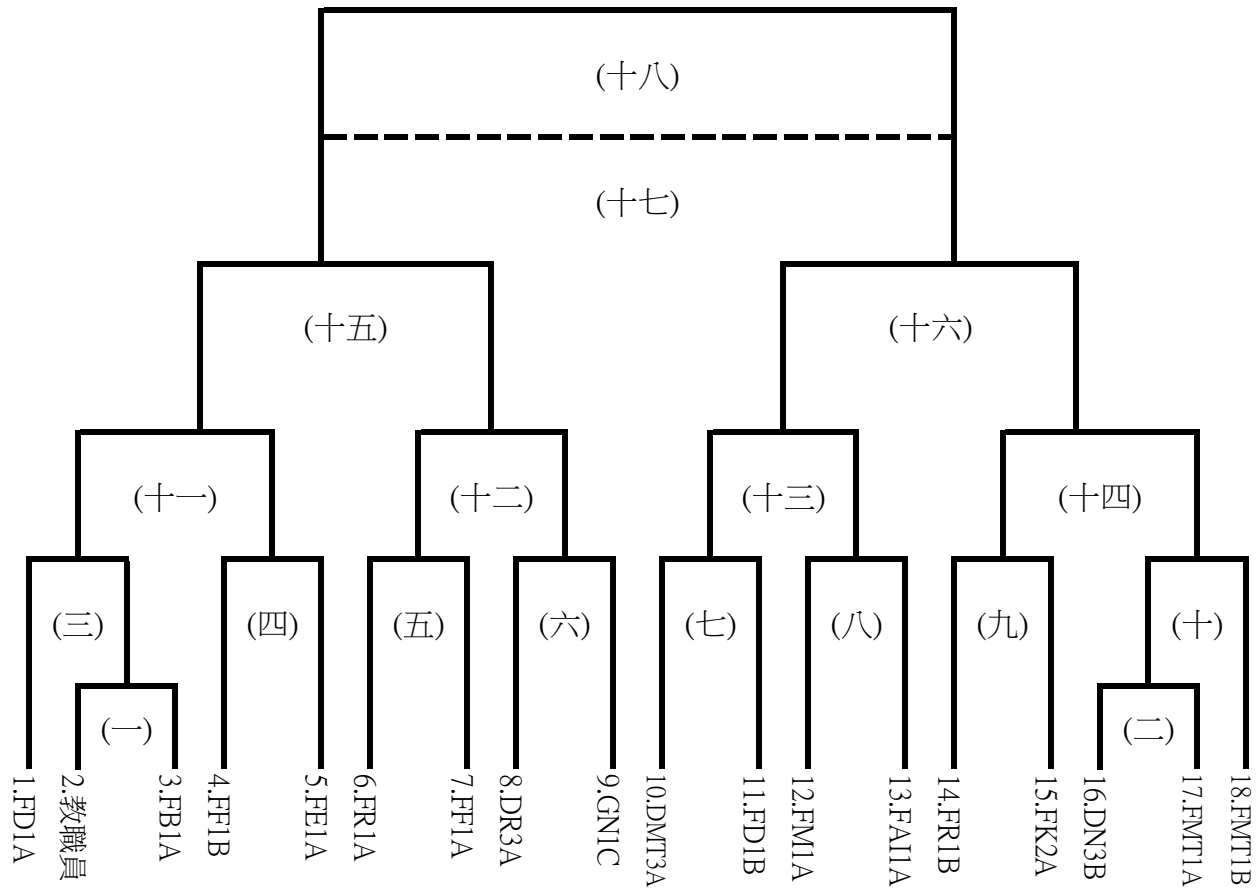 (十八)
(十七)
(十五)
(十六)
(十一)
(十二)
(十三)
(十四)
(三)
(四)
(五)
(六)
(七)
(八)
(九)
(十)
(一)
(二)
1.FD1A
2.教職員
3.FB1A
4.FF1B
5.FE1A
6.FR1A
7.FF1A
8.DR3A
9.GN1C
10.DMT3A
11.FD1B
12.FM1A
13.FAI1A
14.FR1B
15.FK2A
16.DN3B
17.FMT1A
18.FMT1B